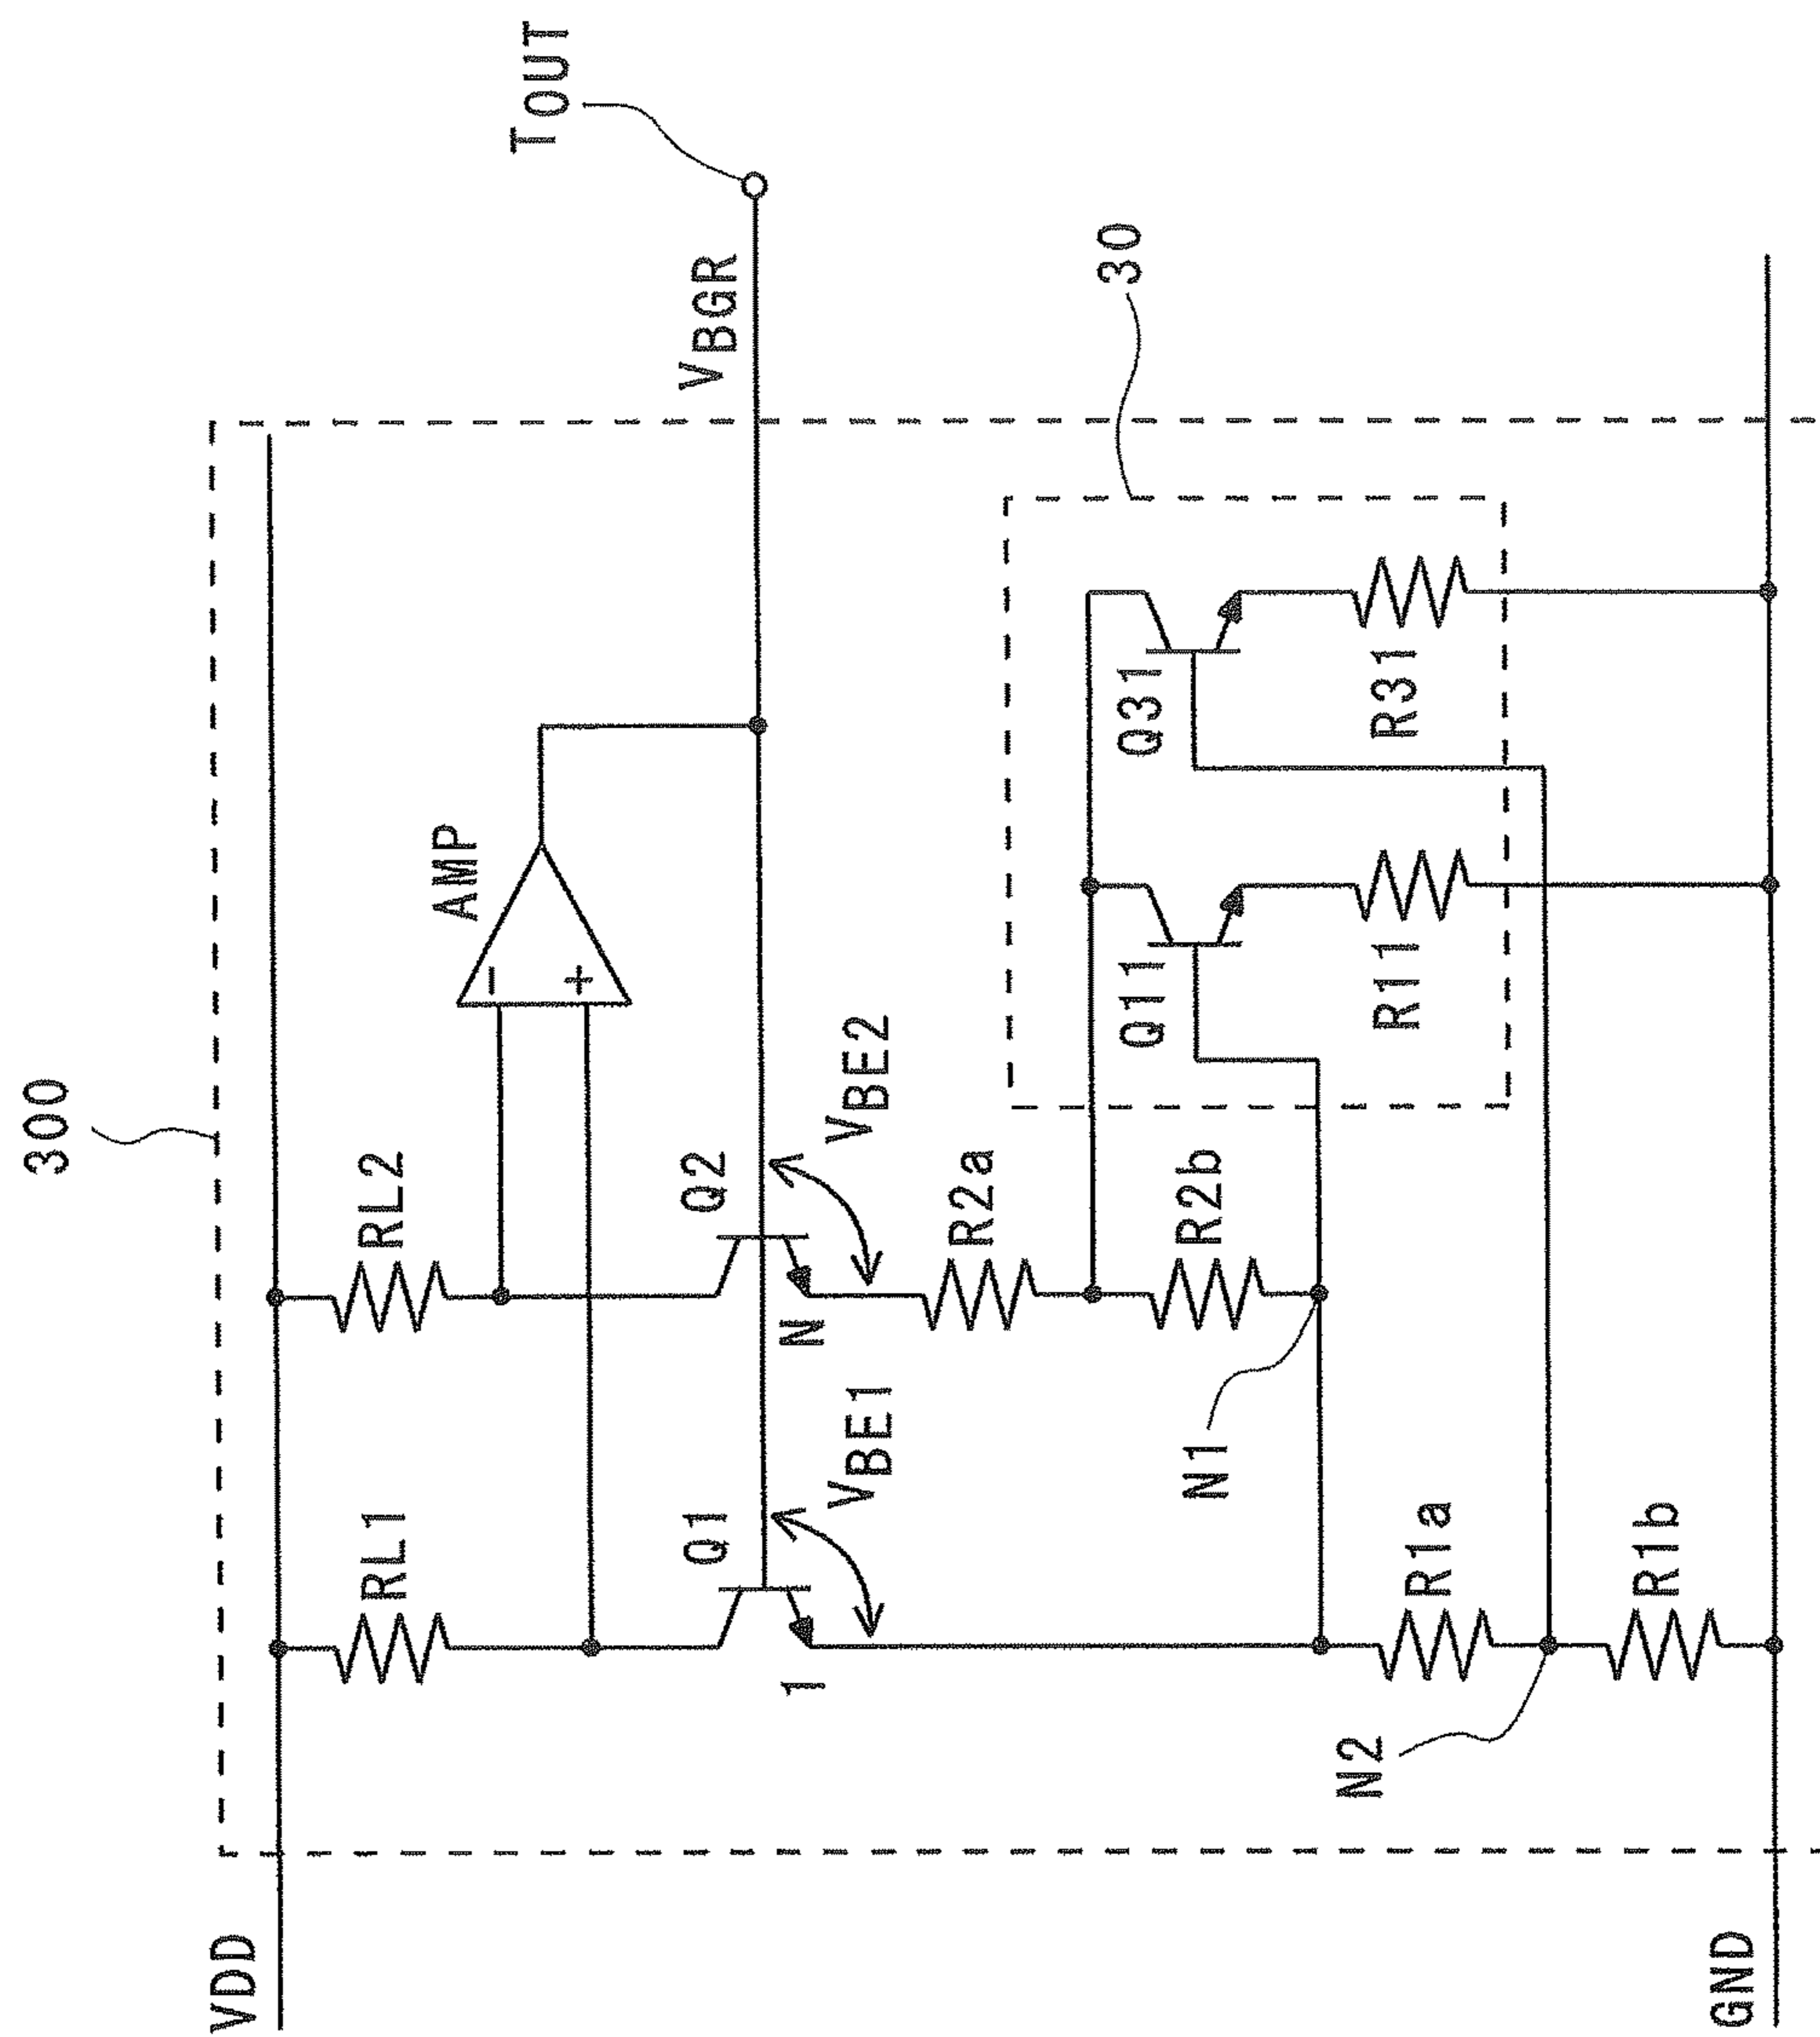 300
VDD
RL1
RL2
AMP
−
+
TOUT
VBGR
Q1
Q2
1
N
VBE1
VBE2
R2a
R2b
30
Q11
Q31
R11
R31
N1
R1a
N2
R1b
GND